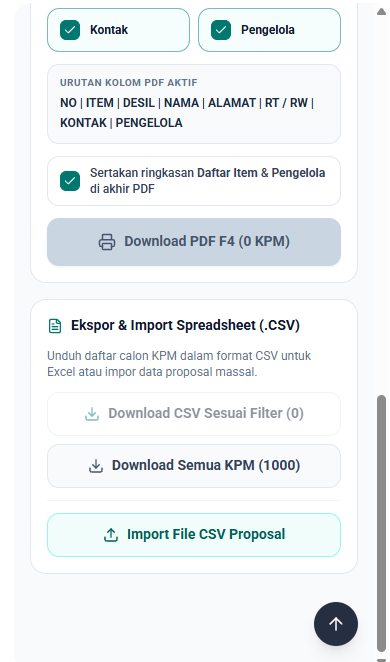 Kontak
Pengelola
URUTAN KOLOM PDF AKTIF
NO | ITEM | DESIL | NAMA | ALAMAT | RT / RW |
KONTAK | PENGELOLA
Sertakan ringkasan Daftar Item & Pengelola
di akhir PDF
Download PDF F4 (0 KPM)
Ekspor & Import Spreadsheet (.CSV)
Unduh daftar calon KPM dalam format CSV untuk
Excel atau impor data proposal massal.
Download CSV Sesuai Filter (0)
Download Semua KPM (1000)
Import File CSV Proposal